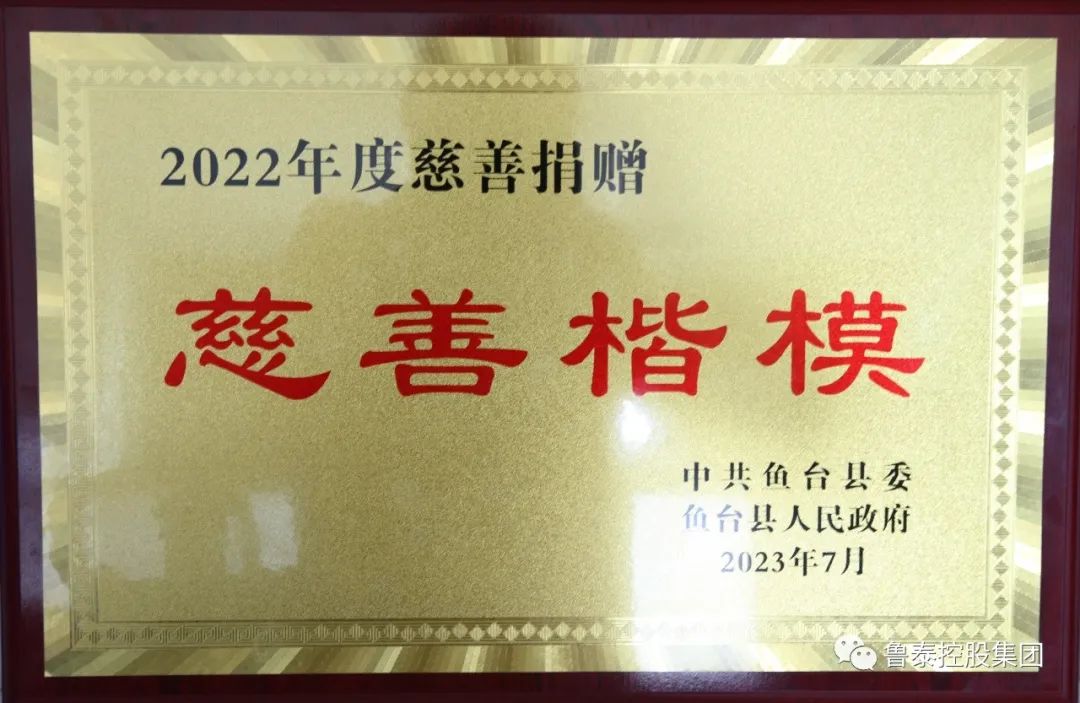 2022年度慈善捐赠
慈善楷模
中共鱼台县委
鱼台县人民政府
2023年7月
鲁泰控股集团